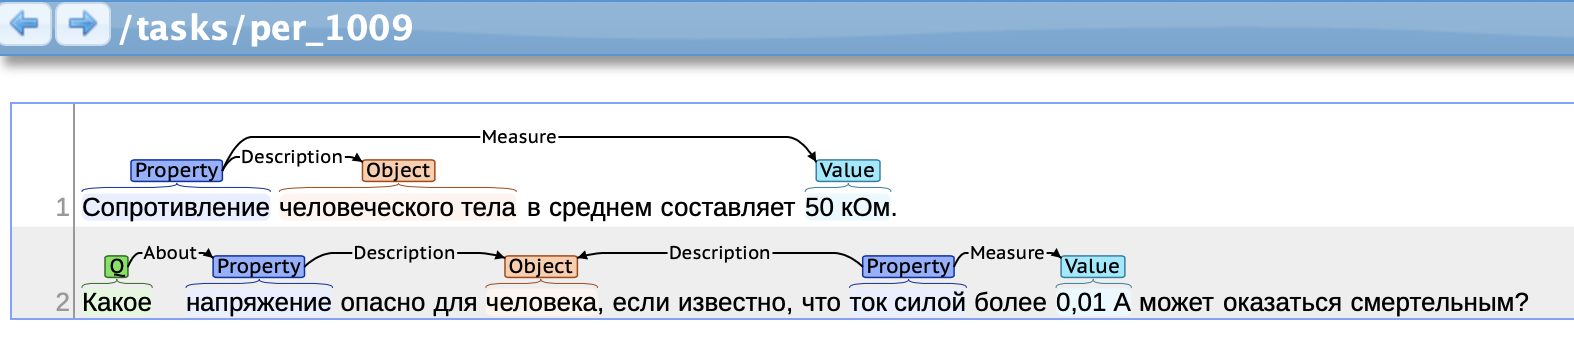 /tasks/per_1009
Measure
Description
Property Object Value
1 Сопротивление человеческого тела в среднем составляет 50 кОм.
About Description Description Measure
Q Property Object Property Value
2 Какое напряжение опасно для человека, если известно, что ток силой более 0,01 А может оказаться смертельным?